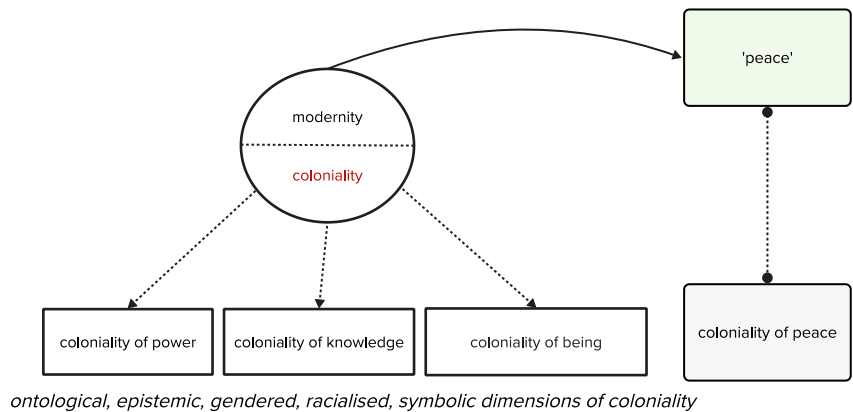 'peace'
modernity
coloniality
coloniality of power
coloniality of knowledge
coloniality of being
coloniality of peace
ontological, epistemic, gendered, racialised, symbolic dimensions of coloniality